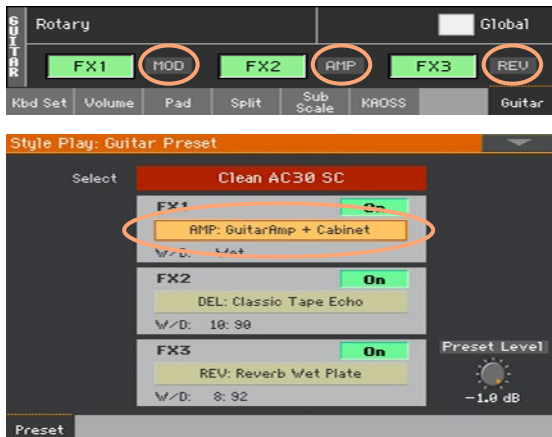 GUITAR
Rotary Global
FX1 MOD FX2 AMP FX3 REV
Kbd Set Volume Pad Split Sub Scale KAOSS Guitar
Style Play: Guitar Preset
Select Clean AC30 SC
FX1 On
AMP: GuitarAmp + Cabinet
W/D: Wet
FX2 On
DEL: Classic Tape Echo
W/D: 10:90
FX3 On
REV: Reverb Wet Plate
W/D: 8:92
Preset Level
-1.0 dB
Preset